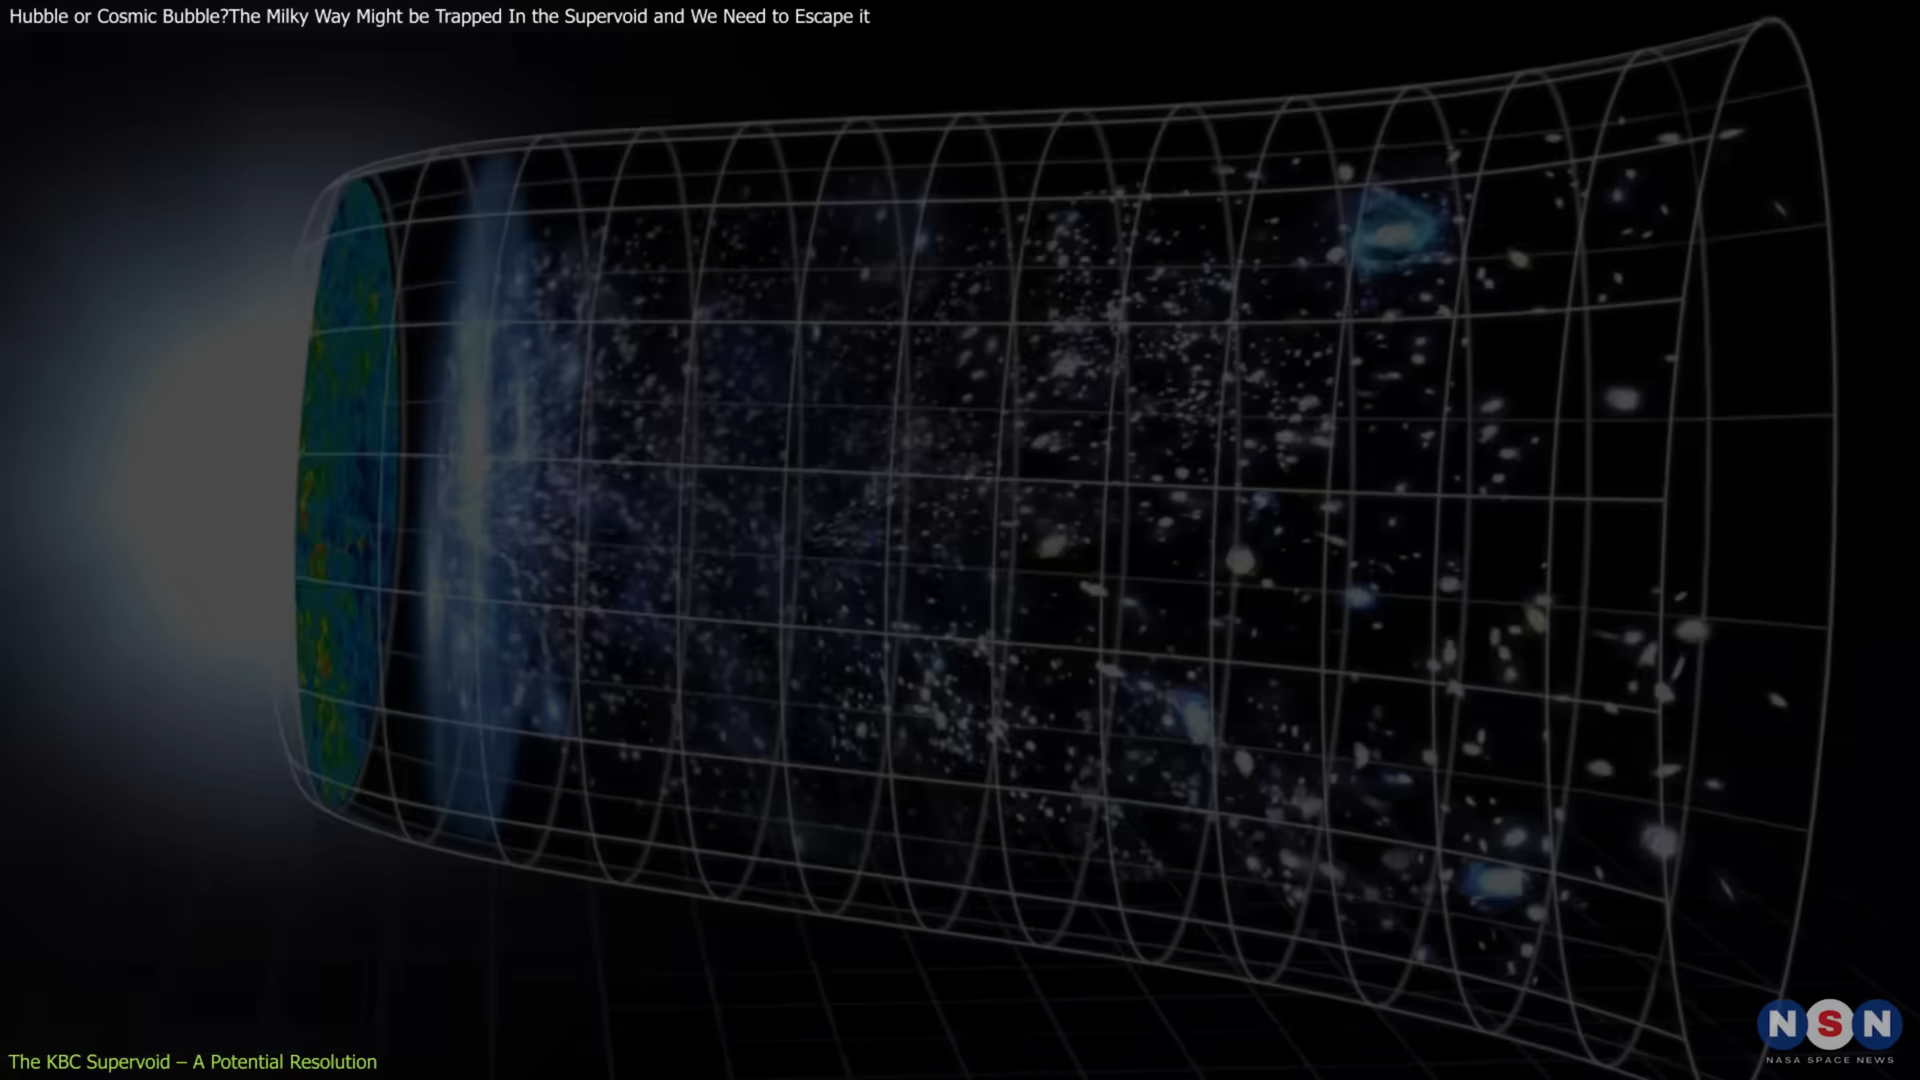 Hubble or Cosmic Bubble?The Milky Way Might be Trapped In the Supervoid and We Need to Escape it
The KBC Supervoid – A Potential Resolution
NSN
NASA SPACE NEWS